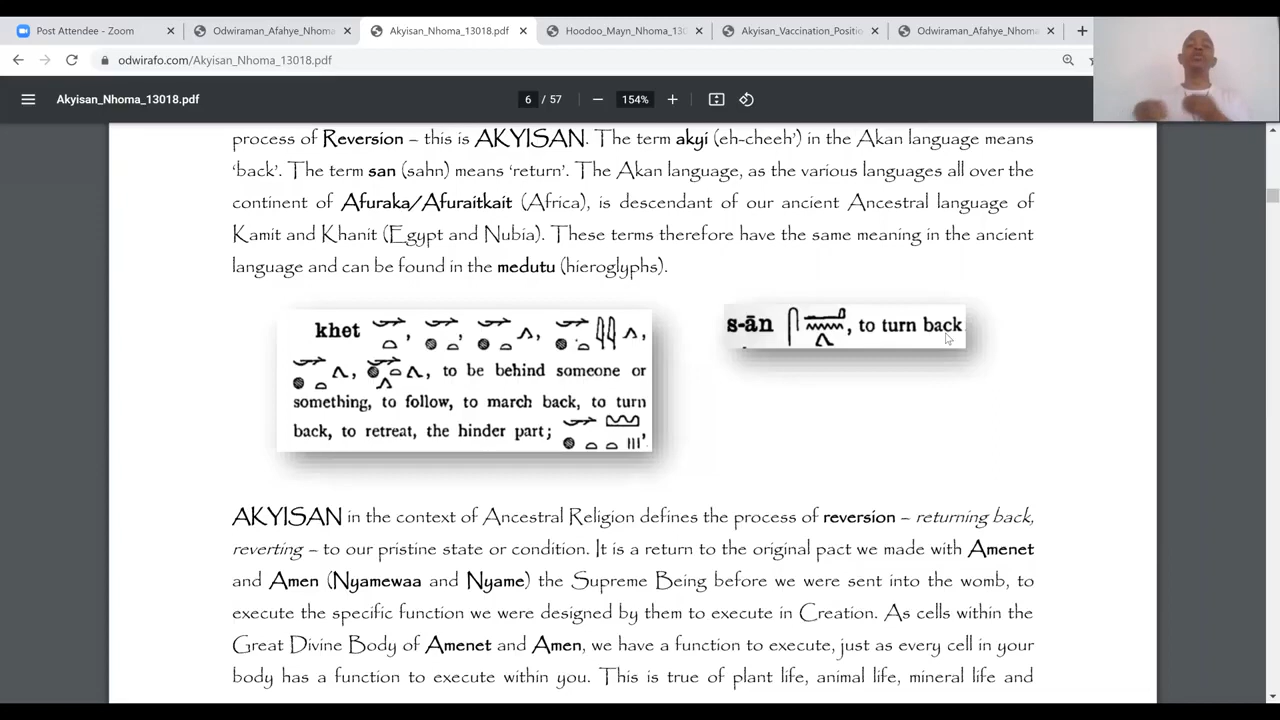 Post Attendee - Zoom
Odwiraman_Afahye_Nhoma
Akyisan_Nhoma_13018.pdf
Hoodoo_Mayn_Nhoma_130
Akyisan_Vaccination_Positio
Odwiraman_Afahye_Nhoma
odwirafo.com/Akyisan_Nhoma_13018.pdf
Akyisan_Nhoma_13018.pdf
6 / 57
154%
process of Reversion – this is AKYISAN. The term akyi (eh-cheeh’) in the Akan language means
‘back’. The term san (sahn) means ‘return’. The Akan language, as the various languages all over the
continent of Afuraka/Afuraitkait (Africa), is descendant of our ancient Ancestral language of
Kamit and Khanit (Egypt and Nubia). These terms therefore have the same meaning in the ancient
language and can be found in the medutu (hieroglyphs).
khet
to be behind someone or
something, to follow, to march back, to turn
back, to retreat, the hinder part;
s-ān , to turn back
AKYISAN in the context of Ancestral Religion defines the process of reversion – returning back,
reverting – to our pristine state or condition. It is a return to the original pact we made with Amenet
and Amen (Nyamewaa and Nyame) the Supreme Being before we were sent into the womb, to
execute the specific function we were designed by them to execute in Creation. As cells within the
Great Divine Body of Amenet and Amen, we have a function to execute, just as every cell in your
body has a function to execute within you. This is true of plant life, animal life, mineral life and